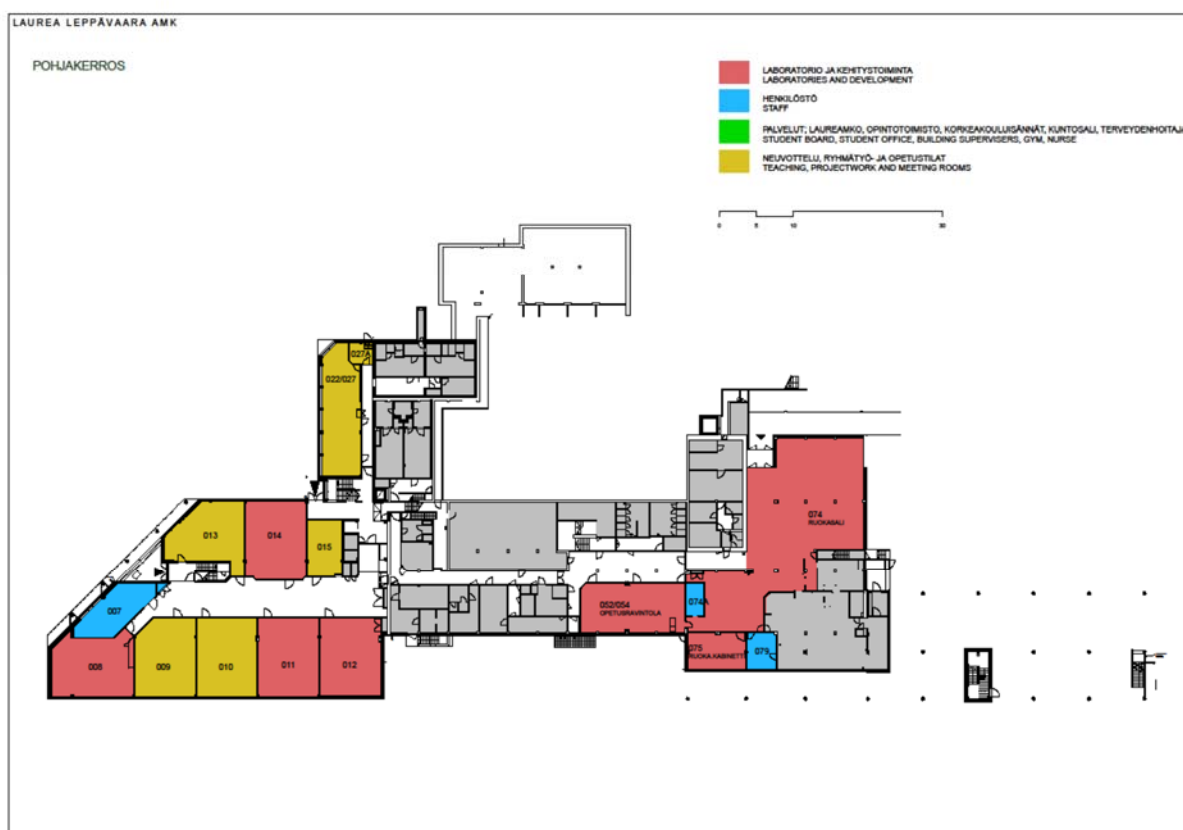 LAUREA LEPPÄVAARA AMK
POHJAKERROS
LABORATORIO JA KEHITYSTOIMINTA
LABORATORIES AND DEVELOPMENT
HENKILÖSTÖ
STAFF
PALVELUT; LAUREAMKO, OPINTOTOIMISTO, KORKEAKOULUISÄNNÄT, KUNTOSALI, TERVEYDENHOITAJA
STUDENT BOARD, STUDENT OFFICE, BUILDING SUPERVISERS, GYM, NURSE
NEUVOTTELU, RYHMÄTYÖ- JA OPETUSTILAT
TEACHING, PROJECTWORK AND MEETING ROOMS
0 5 10 30
027A
022/027
013
014
015
074
RUOKASALI
007
052/054
OPETUSRAVINTOLA
074A
075
RUOKA.KABINETTI
079
008
009
010
011
012